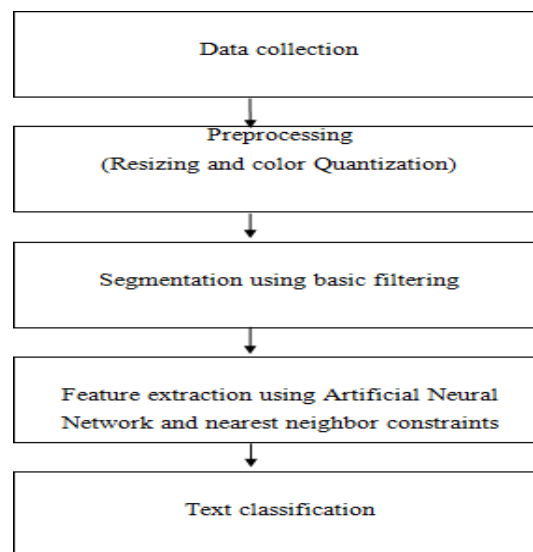 Data collection
Preprocessing
(Resizing and color Quantization)
Segmentation using basic filtering
Feature extraction using Artificial Neural
Network and nearest neighbor constraints
Text classification